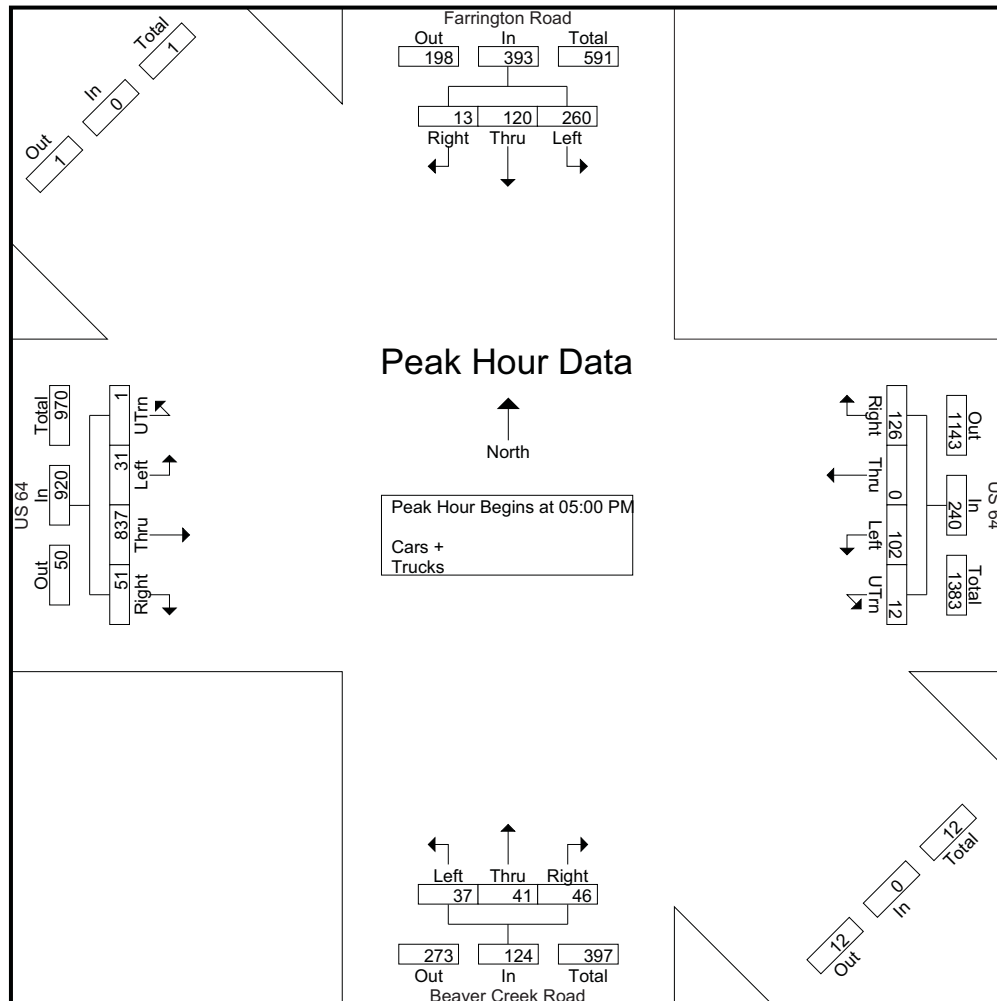 Farrington Road
Out In Total
198 393 591
13 120 260
Right Thru Left
Total
1
In
0
Out
1
Peak Hour Data
North
Peak Hour Begins at 05:00 PM
Cars +
Trucks
US 64
Total In Out
970 920 50
1 31 837 51
UTrn Left Thru Right
US 64
Out In Total
1143 240 1383
126 0 102 12
Right Thru Left UTrn
Left Thru Right
37 41 46
273 124 397
Out In Total
Beaver Creek Road
12
Total
0
In
12
Out